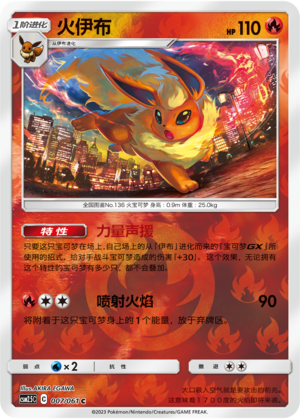 1阶进化
火伊布
HP 110
从伊布进化
全国图鉴No.136 火宝可梦 身高:0.9m 体重:25.0kg
特性 力量声援
只要这只宝可梦在场上,自己场上的从「伊布」进化而来的「宝可梦GX」所
使用的招式,给对手战斗宝可梦造成的伤害「+30」。这个效果,无论拥有
这个特性的宝可梦有多少只,都不会叠加。
喷射火焰 90
将附着于这只宝可梦身上的1个能量,放于弃牌区。
弱点 ×2 抵抗力 撤退
Illus. AKIRA EGAWA
CSM2.5C C 007/061 C
©2023 Pokémon/Nintendo/Creatures/GAME FREAK.